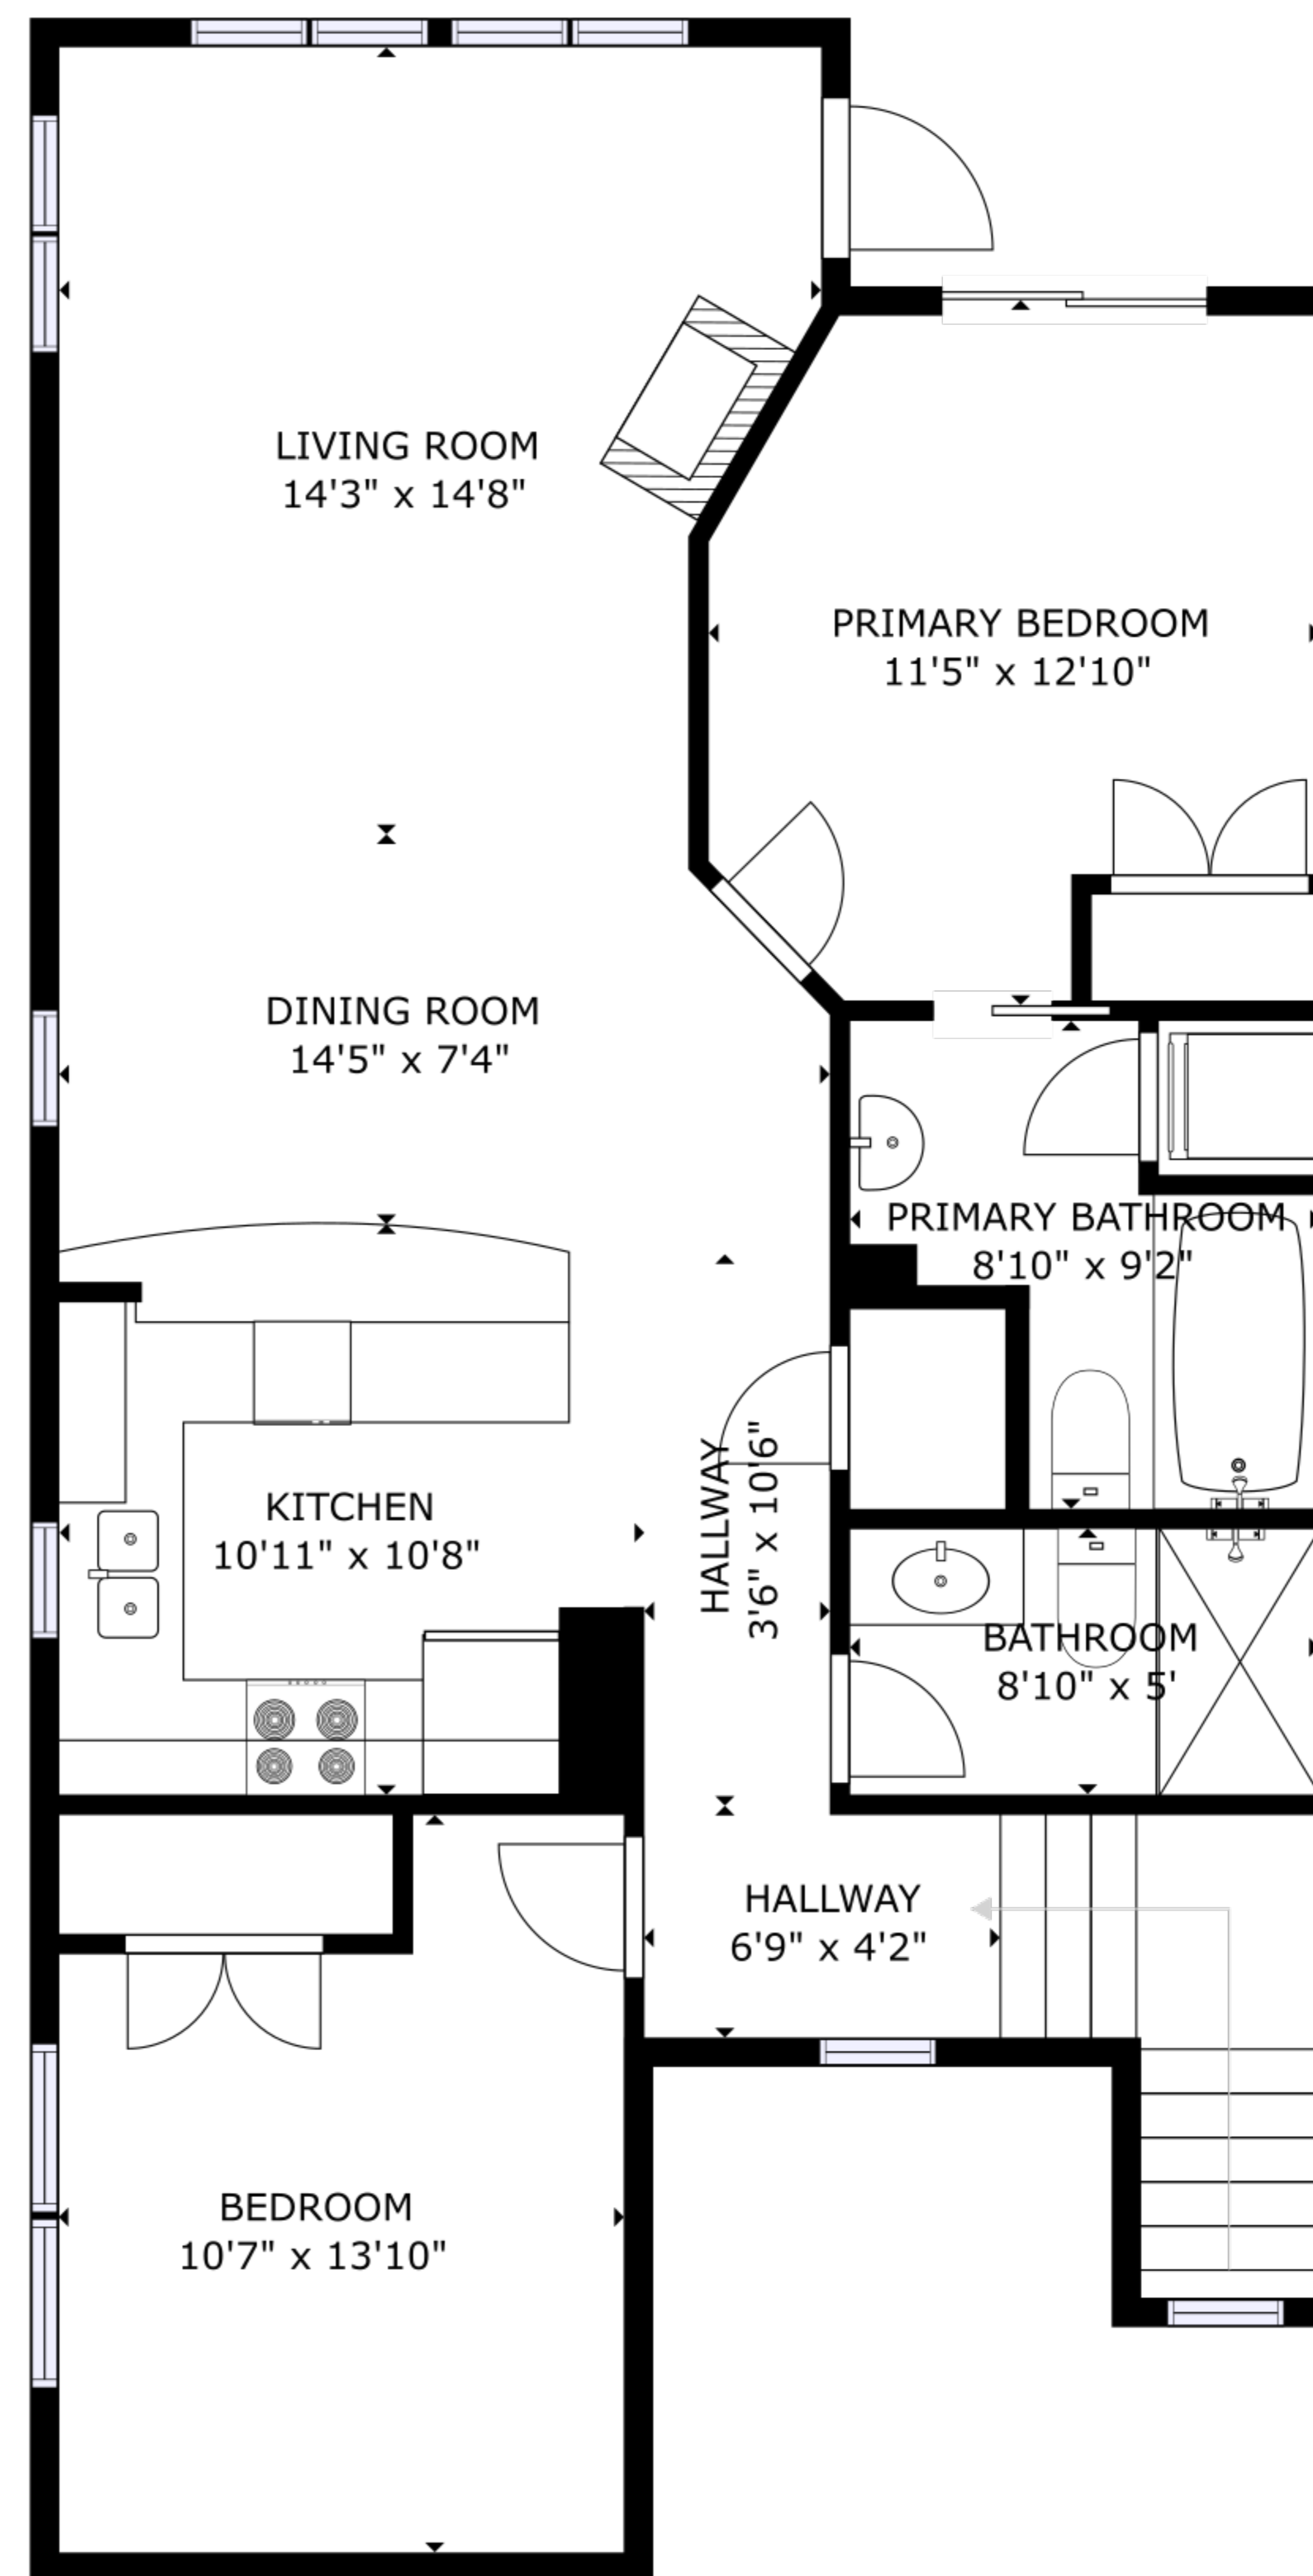 LIVING ROOM
14'3" x 14'8"
PRIMARY BEDROOM
11'5" x 12'10"
DINING ROOM
14'5" x 7'4"
PRIMARY BATHROOM
8'10" x 9'2"
KITCHEN
10'11" x 10'8"
HALLWAY
3'6" x 10'6"
BATHROOM
8'10" x 5'
HALLWAY
6'9" x 4'2"
BEDROOM
10'7" x 13'10"